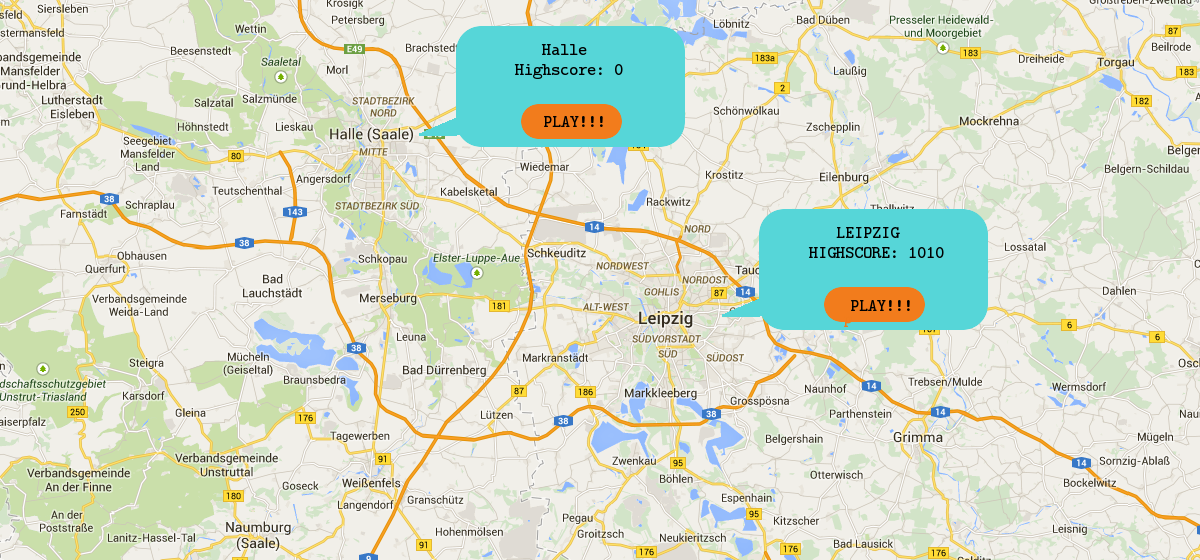 Krosigk
Petersberg
Löbnitz
Bad Düben
Presseler Heidewald-
und Moorgebiet
Großtreben-Zwethau
Siersleben
Wettin
E49
Brachstedt
Halle
Highscore: 0
PLAY!!!
183a
183
87
Beilrode
Beesenstedt
Saaletal
Morl
Laußig
Dreiheide
Torgau
183
Mansfelder
Grund-Helbra
Lutherstadt
Eisleben
Salzatal
Salzmünde
STADTBEZIRK
NORD
2
182
Schönwölkau
Höhnstedt
Lieskau
Halle (Saale)
Zschepplin
Mockrehna
Seegebiet
Mansfelder
Land
80
MITTE
Angersdorf
Wiedemar
Krostitz
Eilenburg
Belgern-Schildau
38
Teutschenthal
Kabelsketal
Rackwitz
Thallwitz
Schraplau
Farnstädt
143
STADTBEZIRK SÜD
14
NORD
LEIPZIG
HIGHSCORE: 1010
PLAY!!!
38
Obhausen
Querfurt
Schkopau
Elster-Luppe-Aue
Schkeuditz
NORDWEST
Lossatal
Bad
Lauchstädt
NORDOST
GOHLIS
87
14
Dahlen
Verbandsgemeinde
Weida-Land
Merseburg
181
ALT-WEST
Leipzig
6
6
Leuna
SÜDVORSTADT
SÜD
SÜDOST
Mücheln
(Geiseltal)
38
Markranstädt
Steigra
Bad Dürrenberg
Braunsbedra
Landschaftsschutzgebiet
Unstrut-Triasland
Karsdorf
87
186
Markkleeberg
Naunhof
14
Trebsen/Mulde
Wermsdorf
Großpösna
250
Gleina
176
Lützen
38
38
Parthenstein
14
Tagewerben
Belgershain
Grimma
Mügeln
Verbandsgemeinde
Unstruttal
91
Zwenkau
95
14
Sornzig-Ablaß
Verbandsgemeinde
An der Finne
Goseck
Weißenfels
Böhlen
Otterwisch
Bockelwitz
180
Langendorf
Granschütz
Espenhain
An der
Poststraße
Naumburg
(Saale)
Lanitz-Hassel-Tal
Hohenmölsen
Pegau
Groitzsch
95
Kitzscher
Leisnig
9
91
Neukieritzsch
176
176
Bad Lausick
176